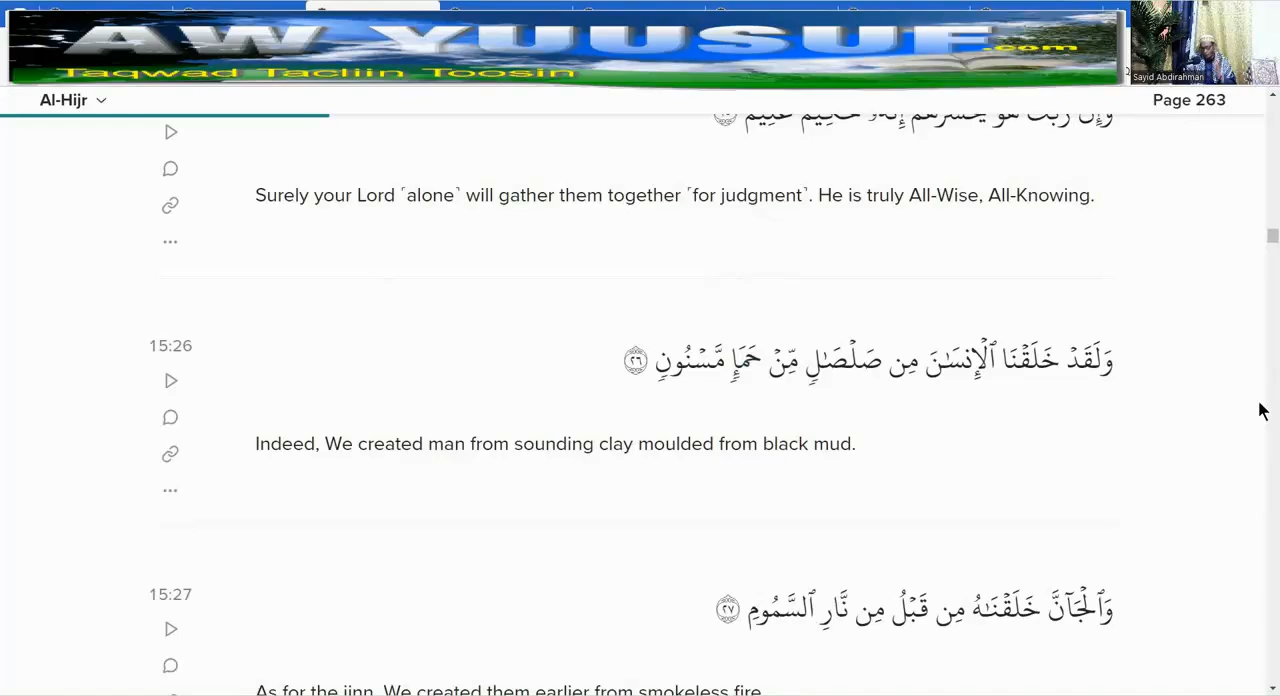 AW YUUSUF.com
Taqwad Tacliin Toosin
Sayid Abdirahman
Al-Hijr
Page 263
وَإِنَّ رَبَّكَ هُوَ يَحْشُرُهُمْ ۚ إِنَّهُۥ حَكِيمٌ عَلِيمٌ
Surely your Lord ˹alone˺ will gather them together ˹for judgment˺. He is truly All-Wise, All-Knowing.
15:26
وَلَقَدْ خَلَقْنَا ٱلْإِنسَـٰنَ مِن صَلْصَـٰلٍ مِّنْ حَمَإٍ مَّسْنُونٍ ٢٦
Indeed, We created man from sounding clay moulded from black mud.
15:27
وَٱلْجَآنَّ خَلَقْنَـٰهُ مِن قَبْلُ مِن نَّارِ ٱلسَّمُومِ ٢٧
As for the jinn, We created them earlier from smokeless fire.